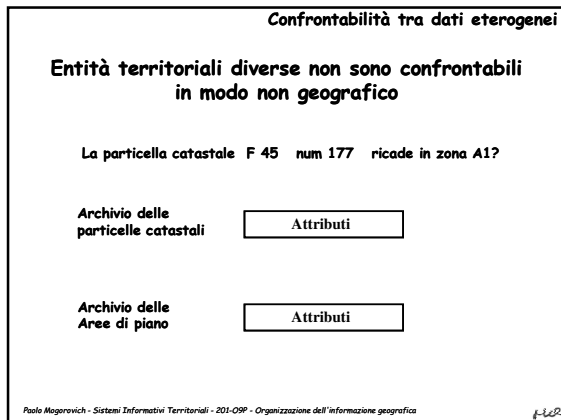 Confrontabilità tra dati eterogenei
Entità territoriali diverse non sono confrontabili
in modo non geografico
La particella catastale F 45 num 177 ricade in zona A1?
Archivio delle
particelle catastali
Attributi
Archivio delle
Aree di piano
Attributi
Paolo Mogorovich - Sistemi Informativi Territoriali - 201-09P - Organizzazione dell'informazione geografica